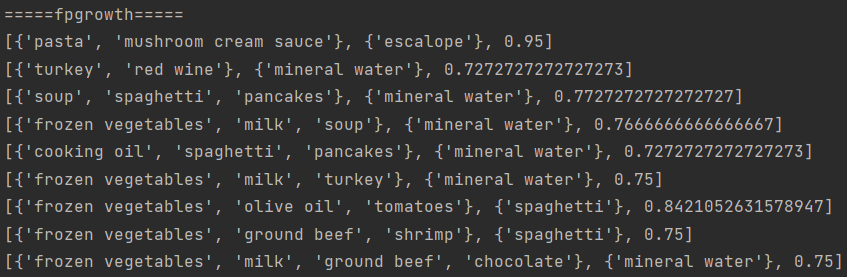 =====fpgrowth=====
[{'pasta', 'mushroom cream sauce'}, {'escalope'}, 0.95]
[{'turkey', 'red wine'}, {'mineral water'}, 0.7272727272727273]
[{'soup', 'spaghetti', 'pancakes'}, {'mineral water'}, 0.7727272727272727]
[{'frozen vegetables', 'milk', 'soup'}, {'mineral water'}, 0.7666666666666667]
[{'cooking oil', 'spaghetti', 'pancakes'}, {'mineral water'}, 0.7272727272727273]
[{'frozen vegetables', 'milk', 'turkey'}, {'mineral water'}, 0.75]
[{'frozen vegetables', 'olive oil', 'tomatoes'}, {'spaghetti'}, 0.8421052631578947]
[{'frozen vegetables', 'ground beef', 'shrimp'}, {'spaghetti'}, 0.75]
[{'frozen vegetables', 'milk', 'ground beef', 'chocolate'}, {'mineral water'}, 0.75]